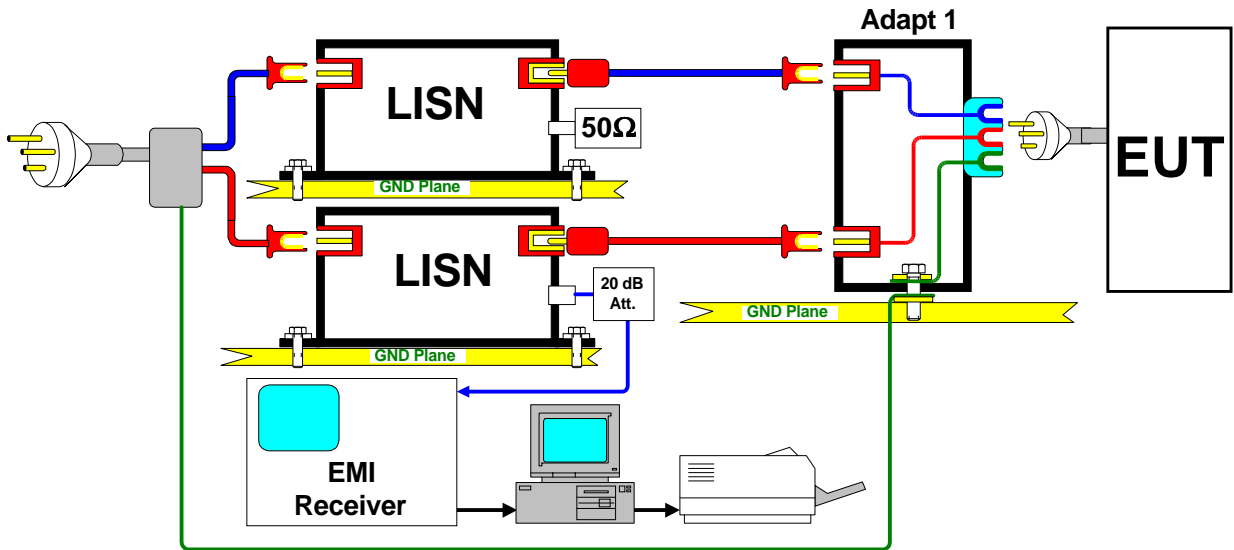 Adapt 1
LISN
50Ω
EUT
GND Plane
LISN
20 dB
Att.
GND Plane
GND Plane
EMI
Receiver